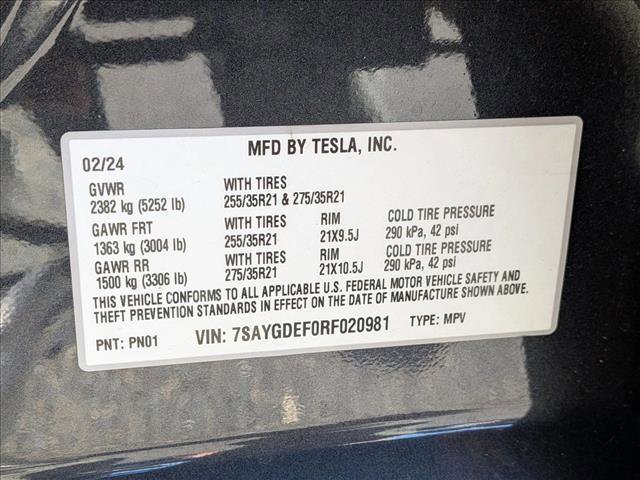 MFD BY TESLA, INC.
02/24
GVWR WITH TIRES
2382 kg (5252 lb) 255/35R21 & 275/35R21
GAWR FRT WITH TIRES RIM COLD TIRE PRESSURE
1363 kg (3004 lb) 255/35R21 21X9.5J 290 kPa, 42 psi
GAWR RR WITH TIRES RIM COLD TIRE PRESSURE
1500 kg (3306 lb) 275/35R21 21X10.5J 290 kPa, 42 psi
THIS VEHICLE CONFORMS TO ALL APPLICABLE U.S. FEDERAL MOTOR VEHICLE SAFETY AND
THEFT PREVENTION STANDARDS IN EFFECT ON THE DATE OF MANUFACTURE SHOWN ABOVE.
PNT: PN01 VIN: 7SAYGDEF0RF020981 TYPE: MPV